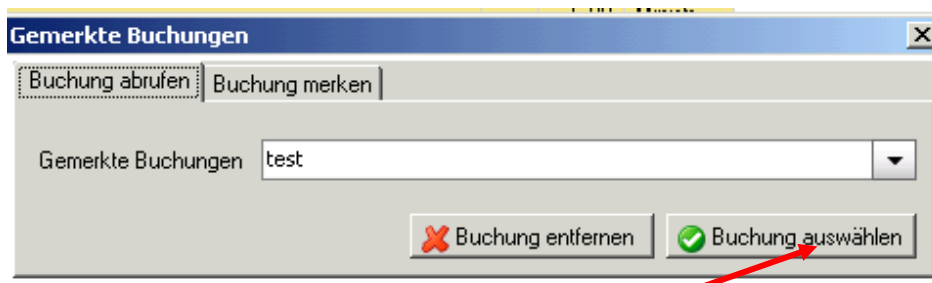 Gemerkte Buchungen
Buchung abrufen Buchung merken
Gemerkte Buchungen test
Buchung entfernen Buchung auswählen